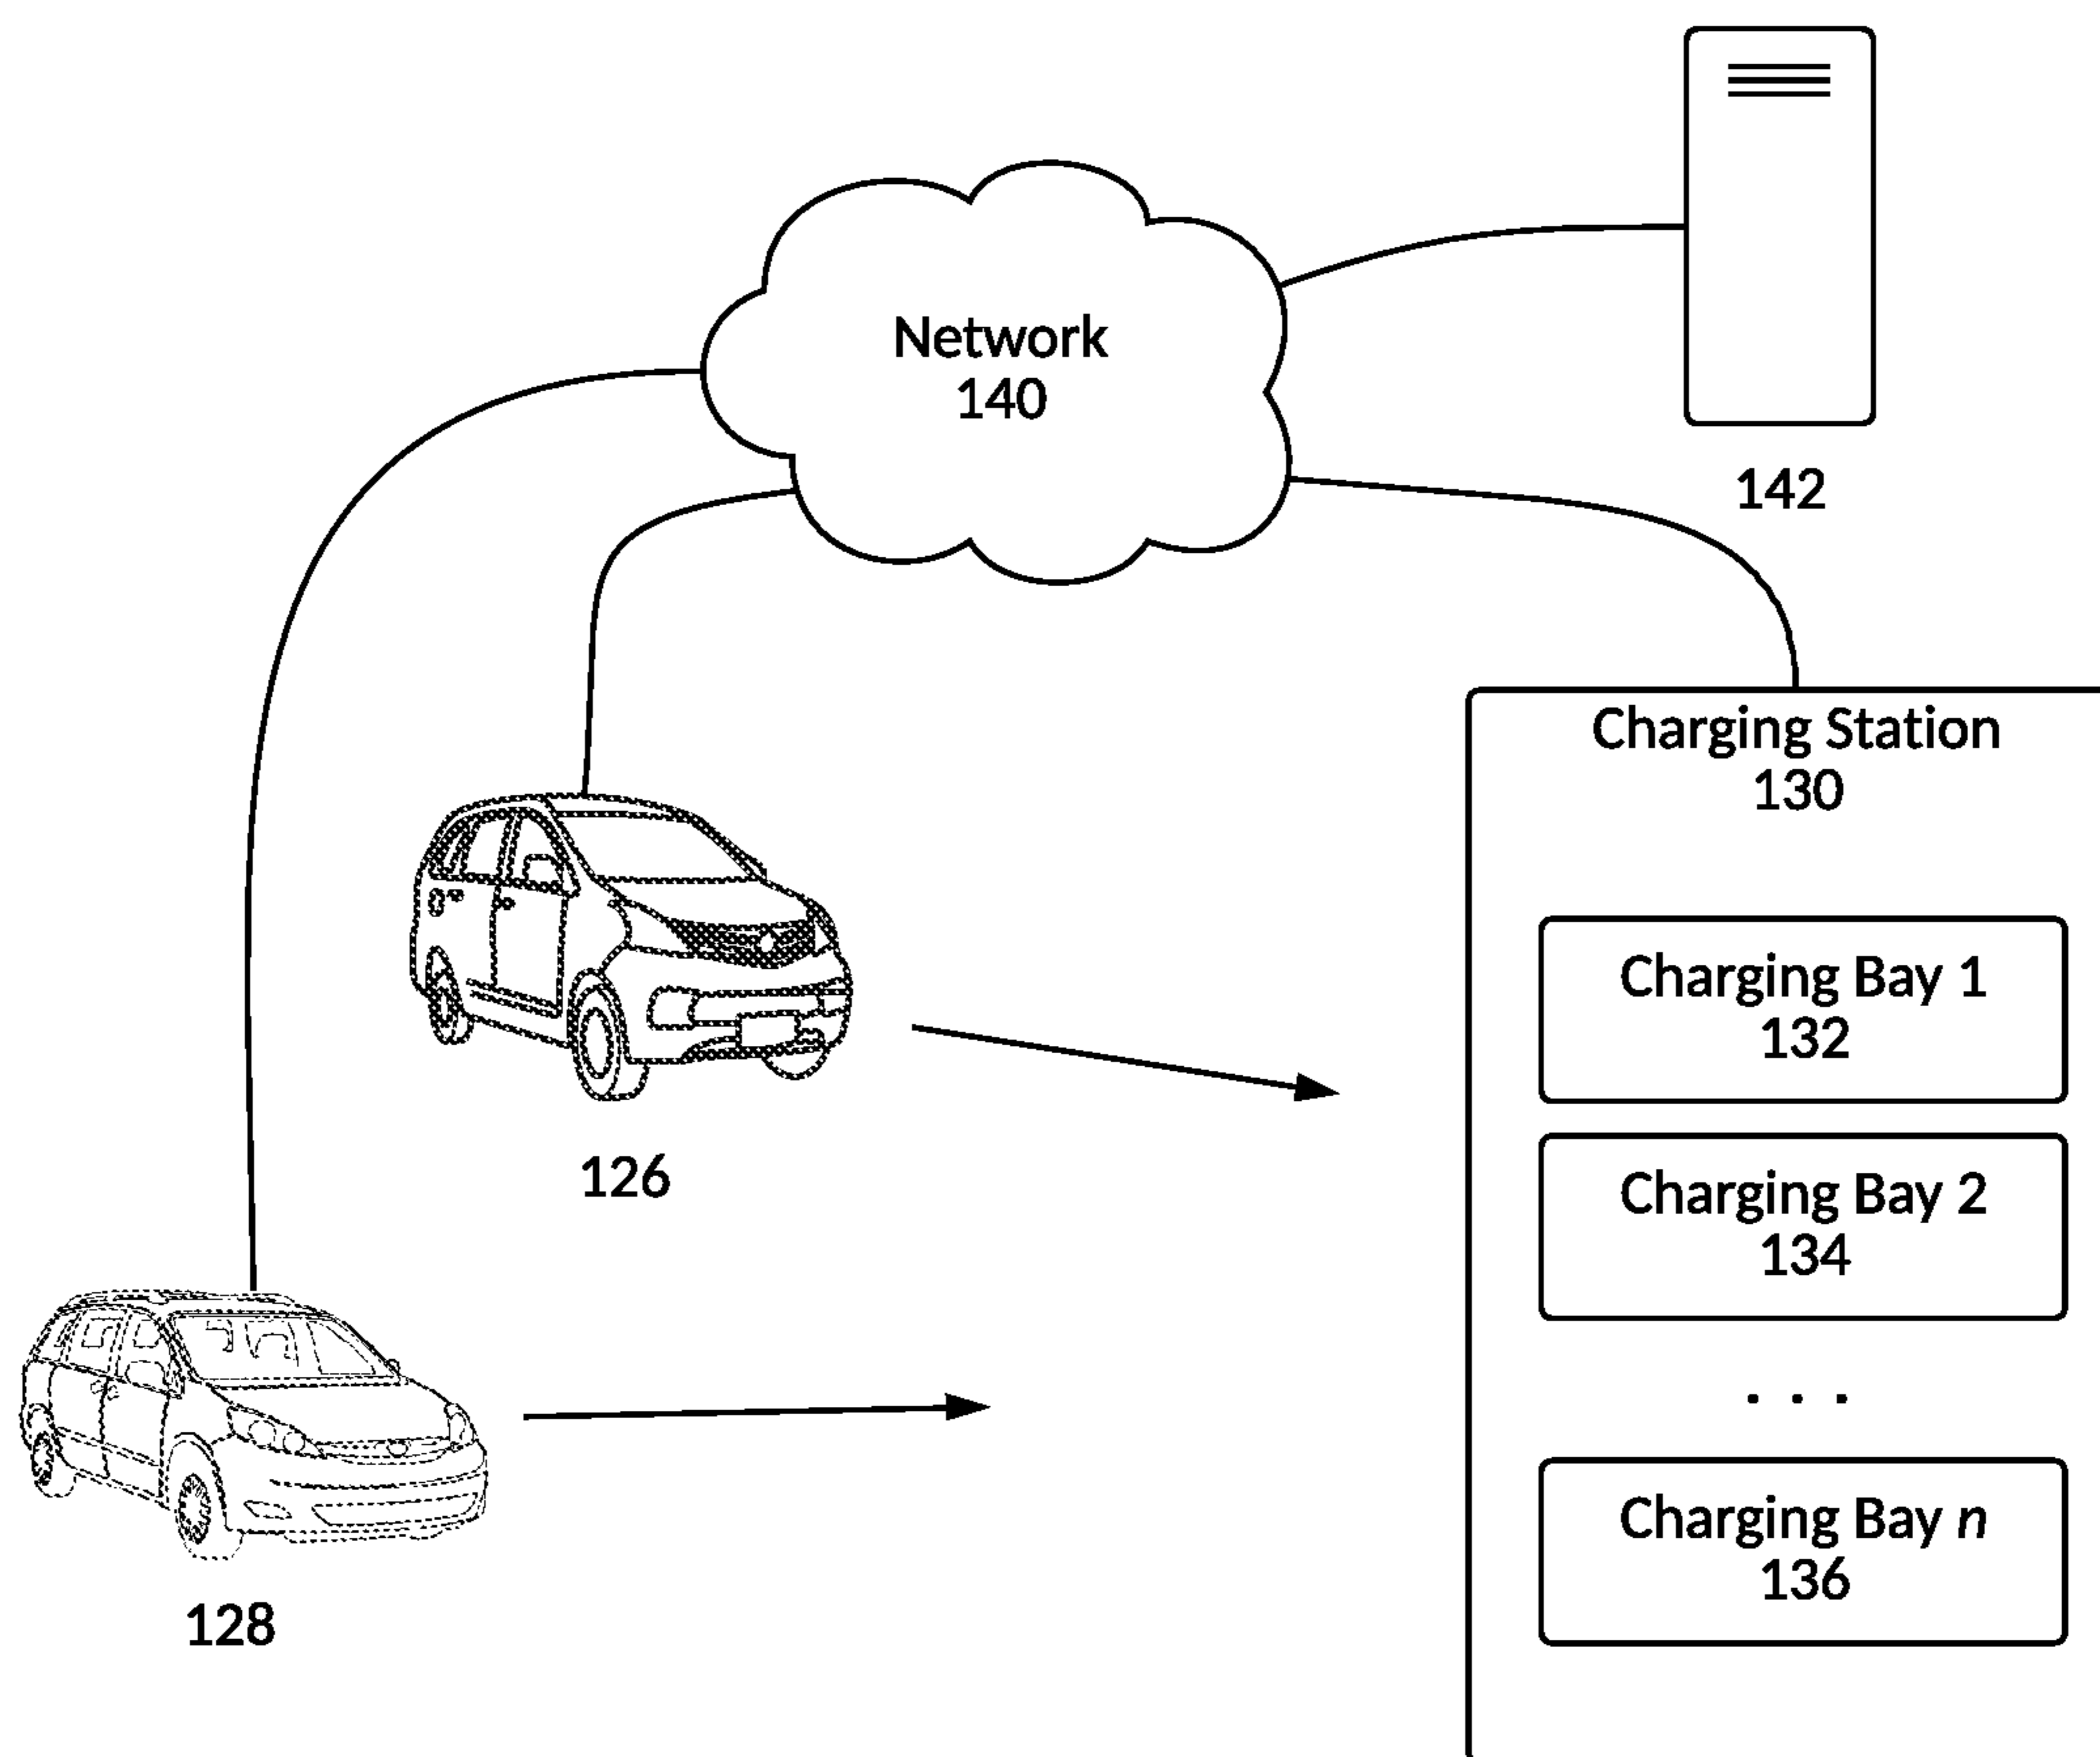 Network
140
142
Charging Station
130
Charging Bay 1
132
126
Charging Bay 2
134
. . .
Charging Bay n
136
128